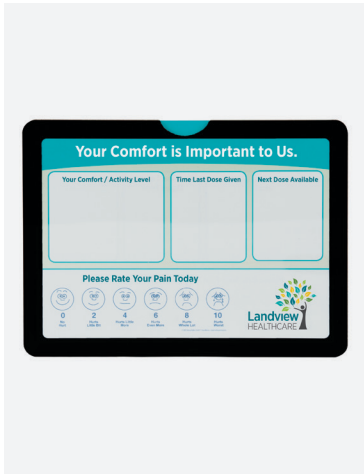 Your Comfort is Important to Us.
Your Comfort / Activity Level
Time Last Dose Given
Next Dose Available
Please Rate Your Pain Today
0 2 4 6 8 10
No Hurts Hurts Little Hurts Hurts Hurts
Pain Little Bit More Even More Whole Lot Worst
Landview
HEALTHCARE